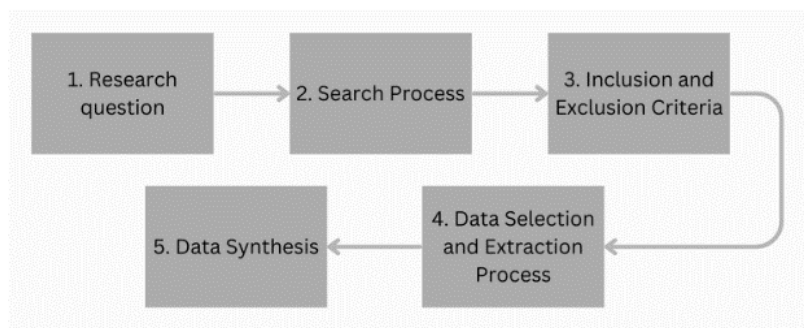 1. Research
question
2. Search Process
3. Inclusion and
Exclusion Criteria
4. Data Selection
and Extraction
Process
5. Data Synthesis